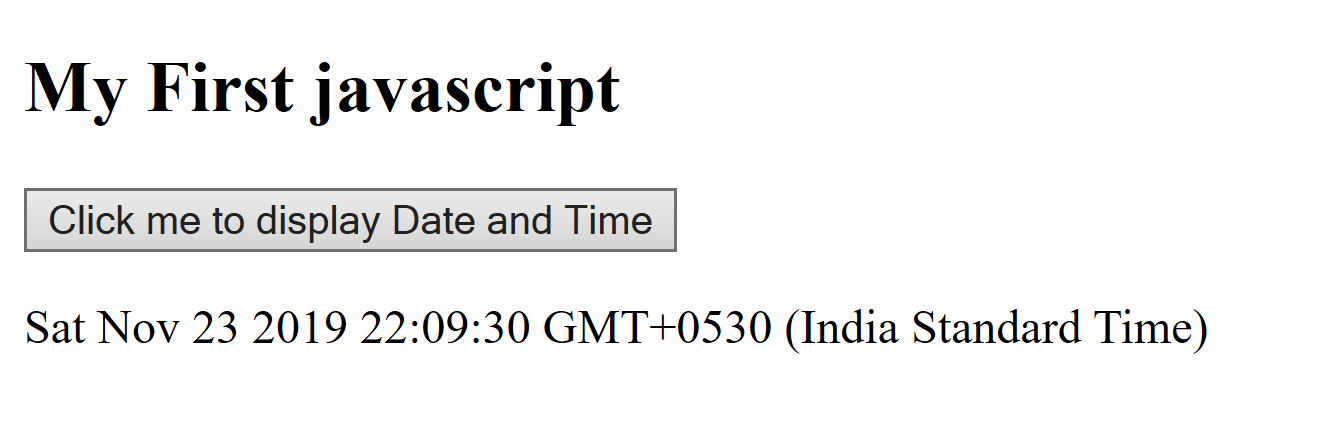 My First javascript
Click me to display Date and Time
Sat Nov 23 2019 22:09:30 GMT+0530 (India Standard Time)